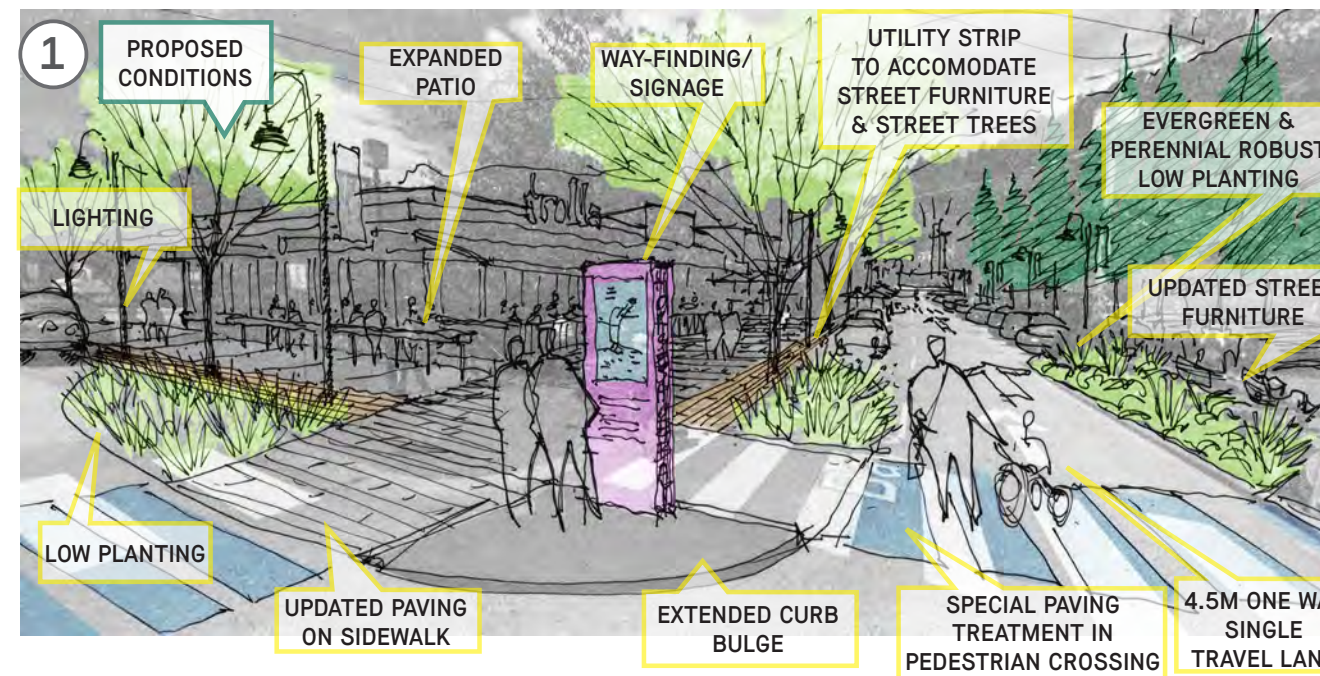 1
PROPOSED
CONDITIONS
EXPANDED
PATIO
WAY-FINDING/
SIGNAGE
UTILITY STRIP
TO ACCOMODATE
STREET FURNITURE
& STREET TREES
EVERGREEN &
PERENNIAL ROBUST
LOW PLANTING
LIGHTING
trolls
UPDATED STREE
FURNITURE
LOW PLANTING
UPDATED PAVING
ON SIDEWALK
EXTENDED CURB
BULGE
SPECIAL PAVING
TREATMENT IN
PEDESTRIAN CROSSING
4.5M ONE WA
SINGLE
TRAVEL LAN